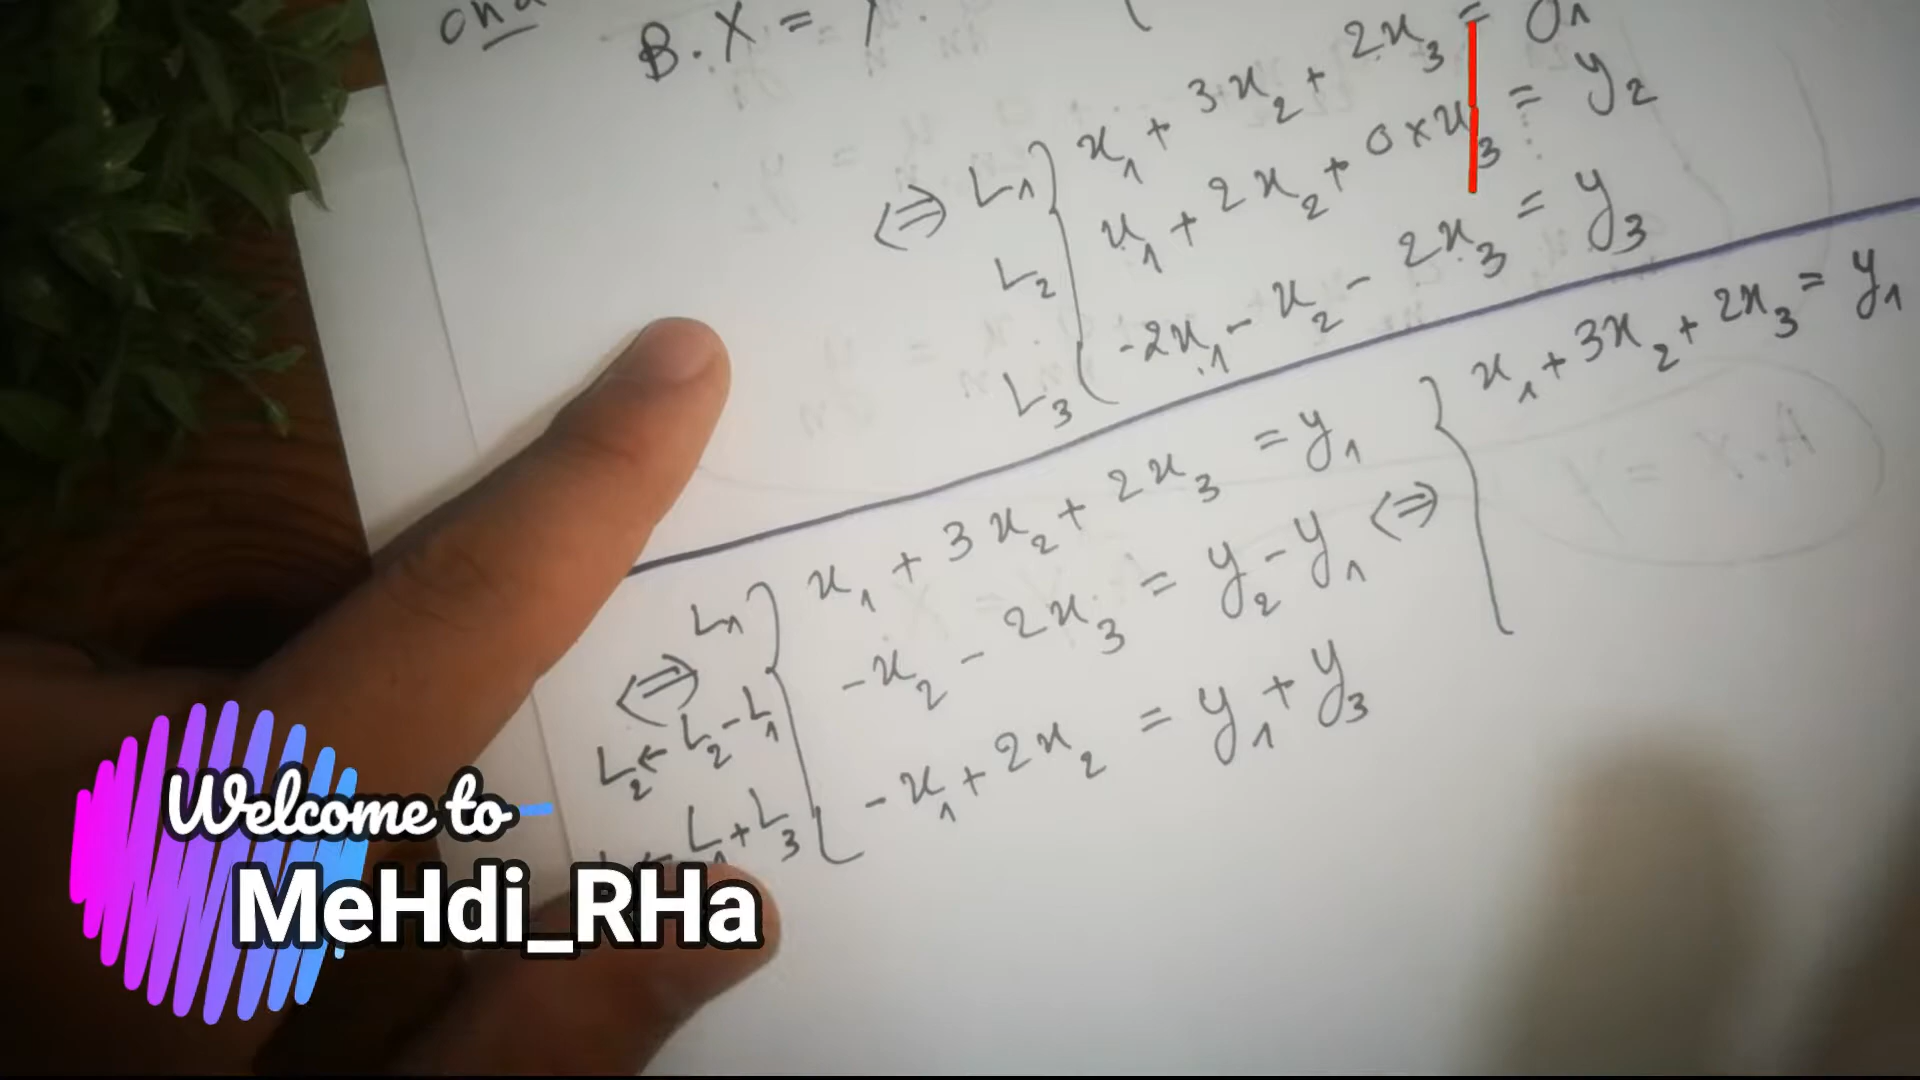 on a
B.X = Y
⟺ L1 { x1 + 3x2 + 2x3 = y1
L2 x1 + 2x2 + 0×x3 = y2
L3 -2x1 - x2 - 2x3 = y3
⟺ L1 { x1 + 3x2 + 2x3 = y1 ⟺ { x1 + 3x2 + 2x3 = y1
L2 ← L2 - L1 -x2 - 2x3 = y2 - y1
← L1 + L3 -x1 + 2x2 = y1 + y3
A.X = Y
Welcome to
MeHdi_RHa